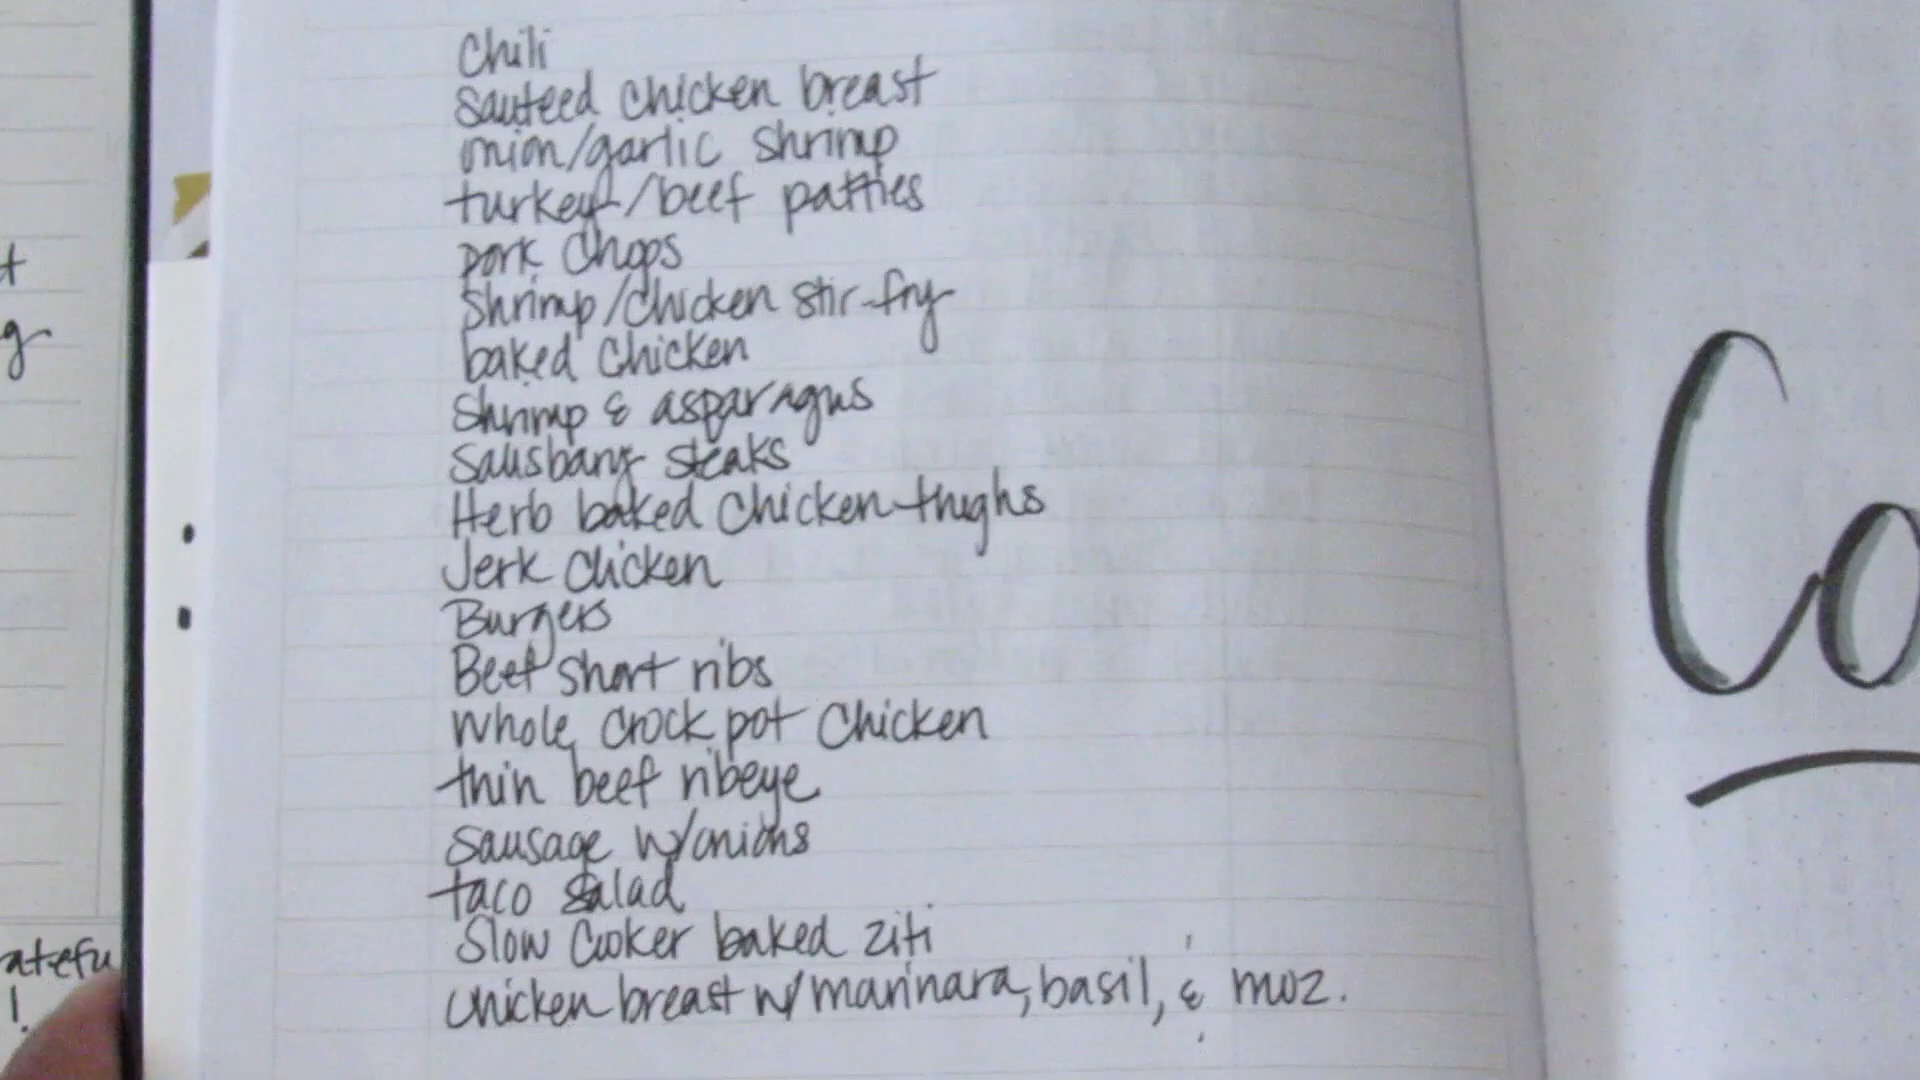 Chili
sauteed chicken breast
onion/garlic shrimp
turkey/beef patties
pork chops
shrimp/chicken stir-fry
baked chicken
shrimp & asparagus
salisbary steaks
Herb baked chicken thighs
Jerk chicken
Burgers
Beef short ribs
whole crock pot chicken
thin beef ribeye
sausage w/onions
taco salad
Slow cooker baked ziti
chicken breast w/ marinara, basil, & moz.
Co